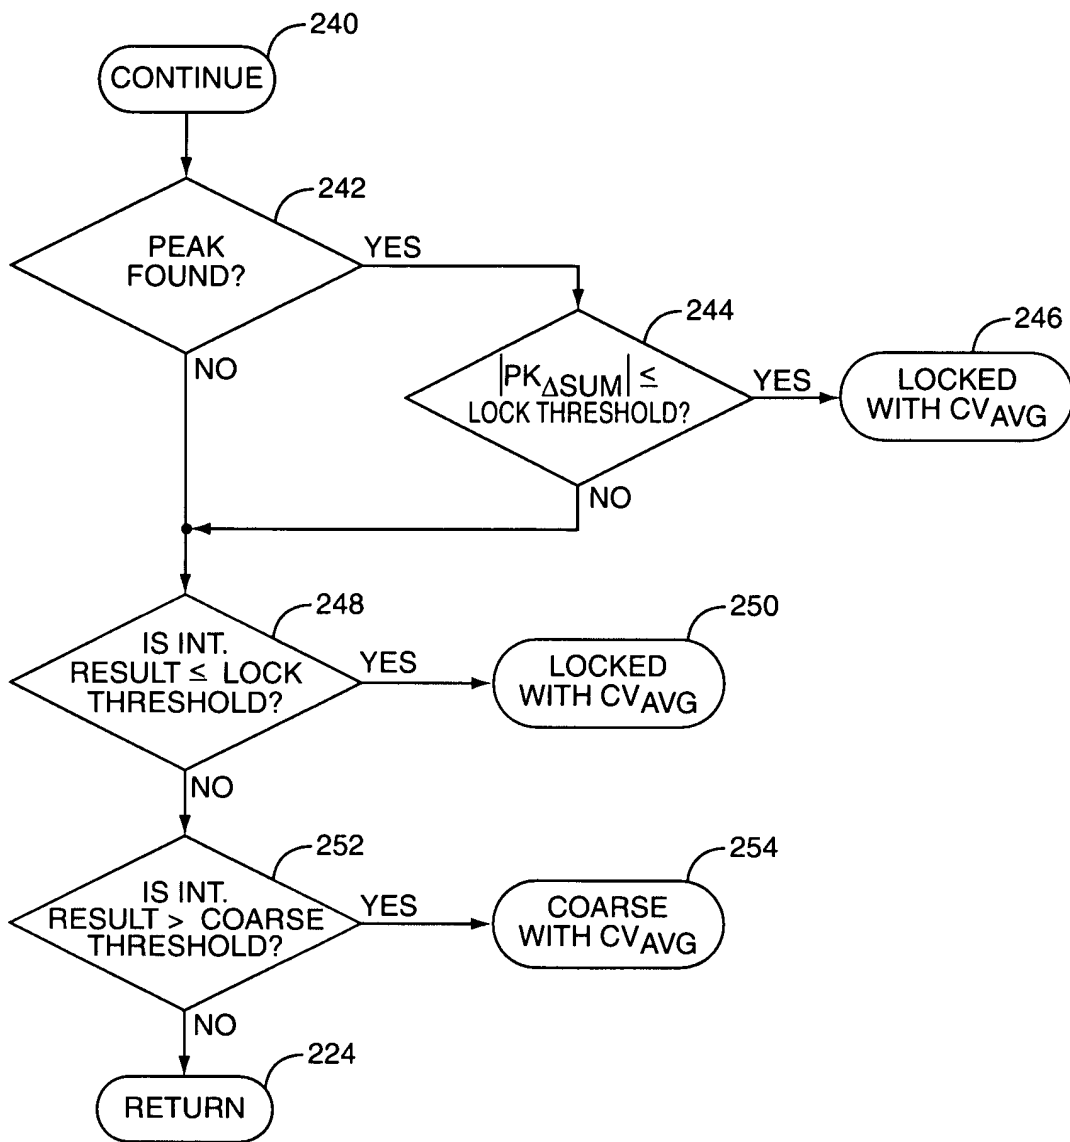 240
CONTINUE
242
PEAK
FOUND?
YES
NO
244
|PK∆SUM| ≤
LOCK THRESHOLD?
YES
NO
246
LOCKED
WITH CVAVG
248
IS INT.
RESULT ≤ LOCK
THRESHOLD?
YES
NO
250
LOCKED
WITH CVAVG
252
IS INT.
RESULT > COARSE
THRESHOLD?
YES
NO
254
COARSE
WITH CVAVG
224
RETURN